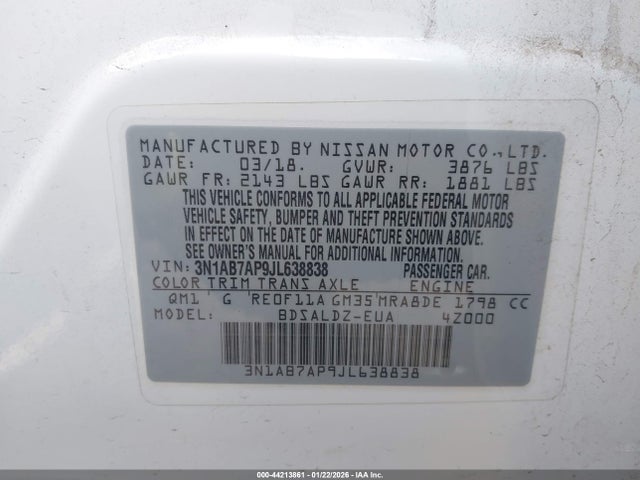 MANUFACTURED BY NISSAN MOTOR CO.,LTD.
DATE: 03/18. GVWR: 3876 LBS
GAWR FR: 2143 LBS GAWR RR: 1881 LBS
THIS VEHICLE CONFORMS TO ALL APPLICABLE FEDERAL MOTOR
VEHICLE SAFETY, BUMPER AND THEFT PREVENTION STANDARDS
IN EFFECT ON THE DATE OF MANUFACTURE SHOWN ABOVE.
SEE OWNER'S MANUAL FOR ADDITIONAL INFORMATION.
VIN: 3N1AB7AP9JL638838 PASSENGER CAR.
COLOR TRIM TRANS AXLE ENGINE
QM1 G RE0F11A GM35 MRA8DE 1798 CC
MODEL: BDSALDZ-EUA 4Z000
3N1AB7AP9JL638838
000-44213861 - 01/22/2026 - IAA Inc.